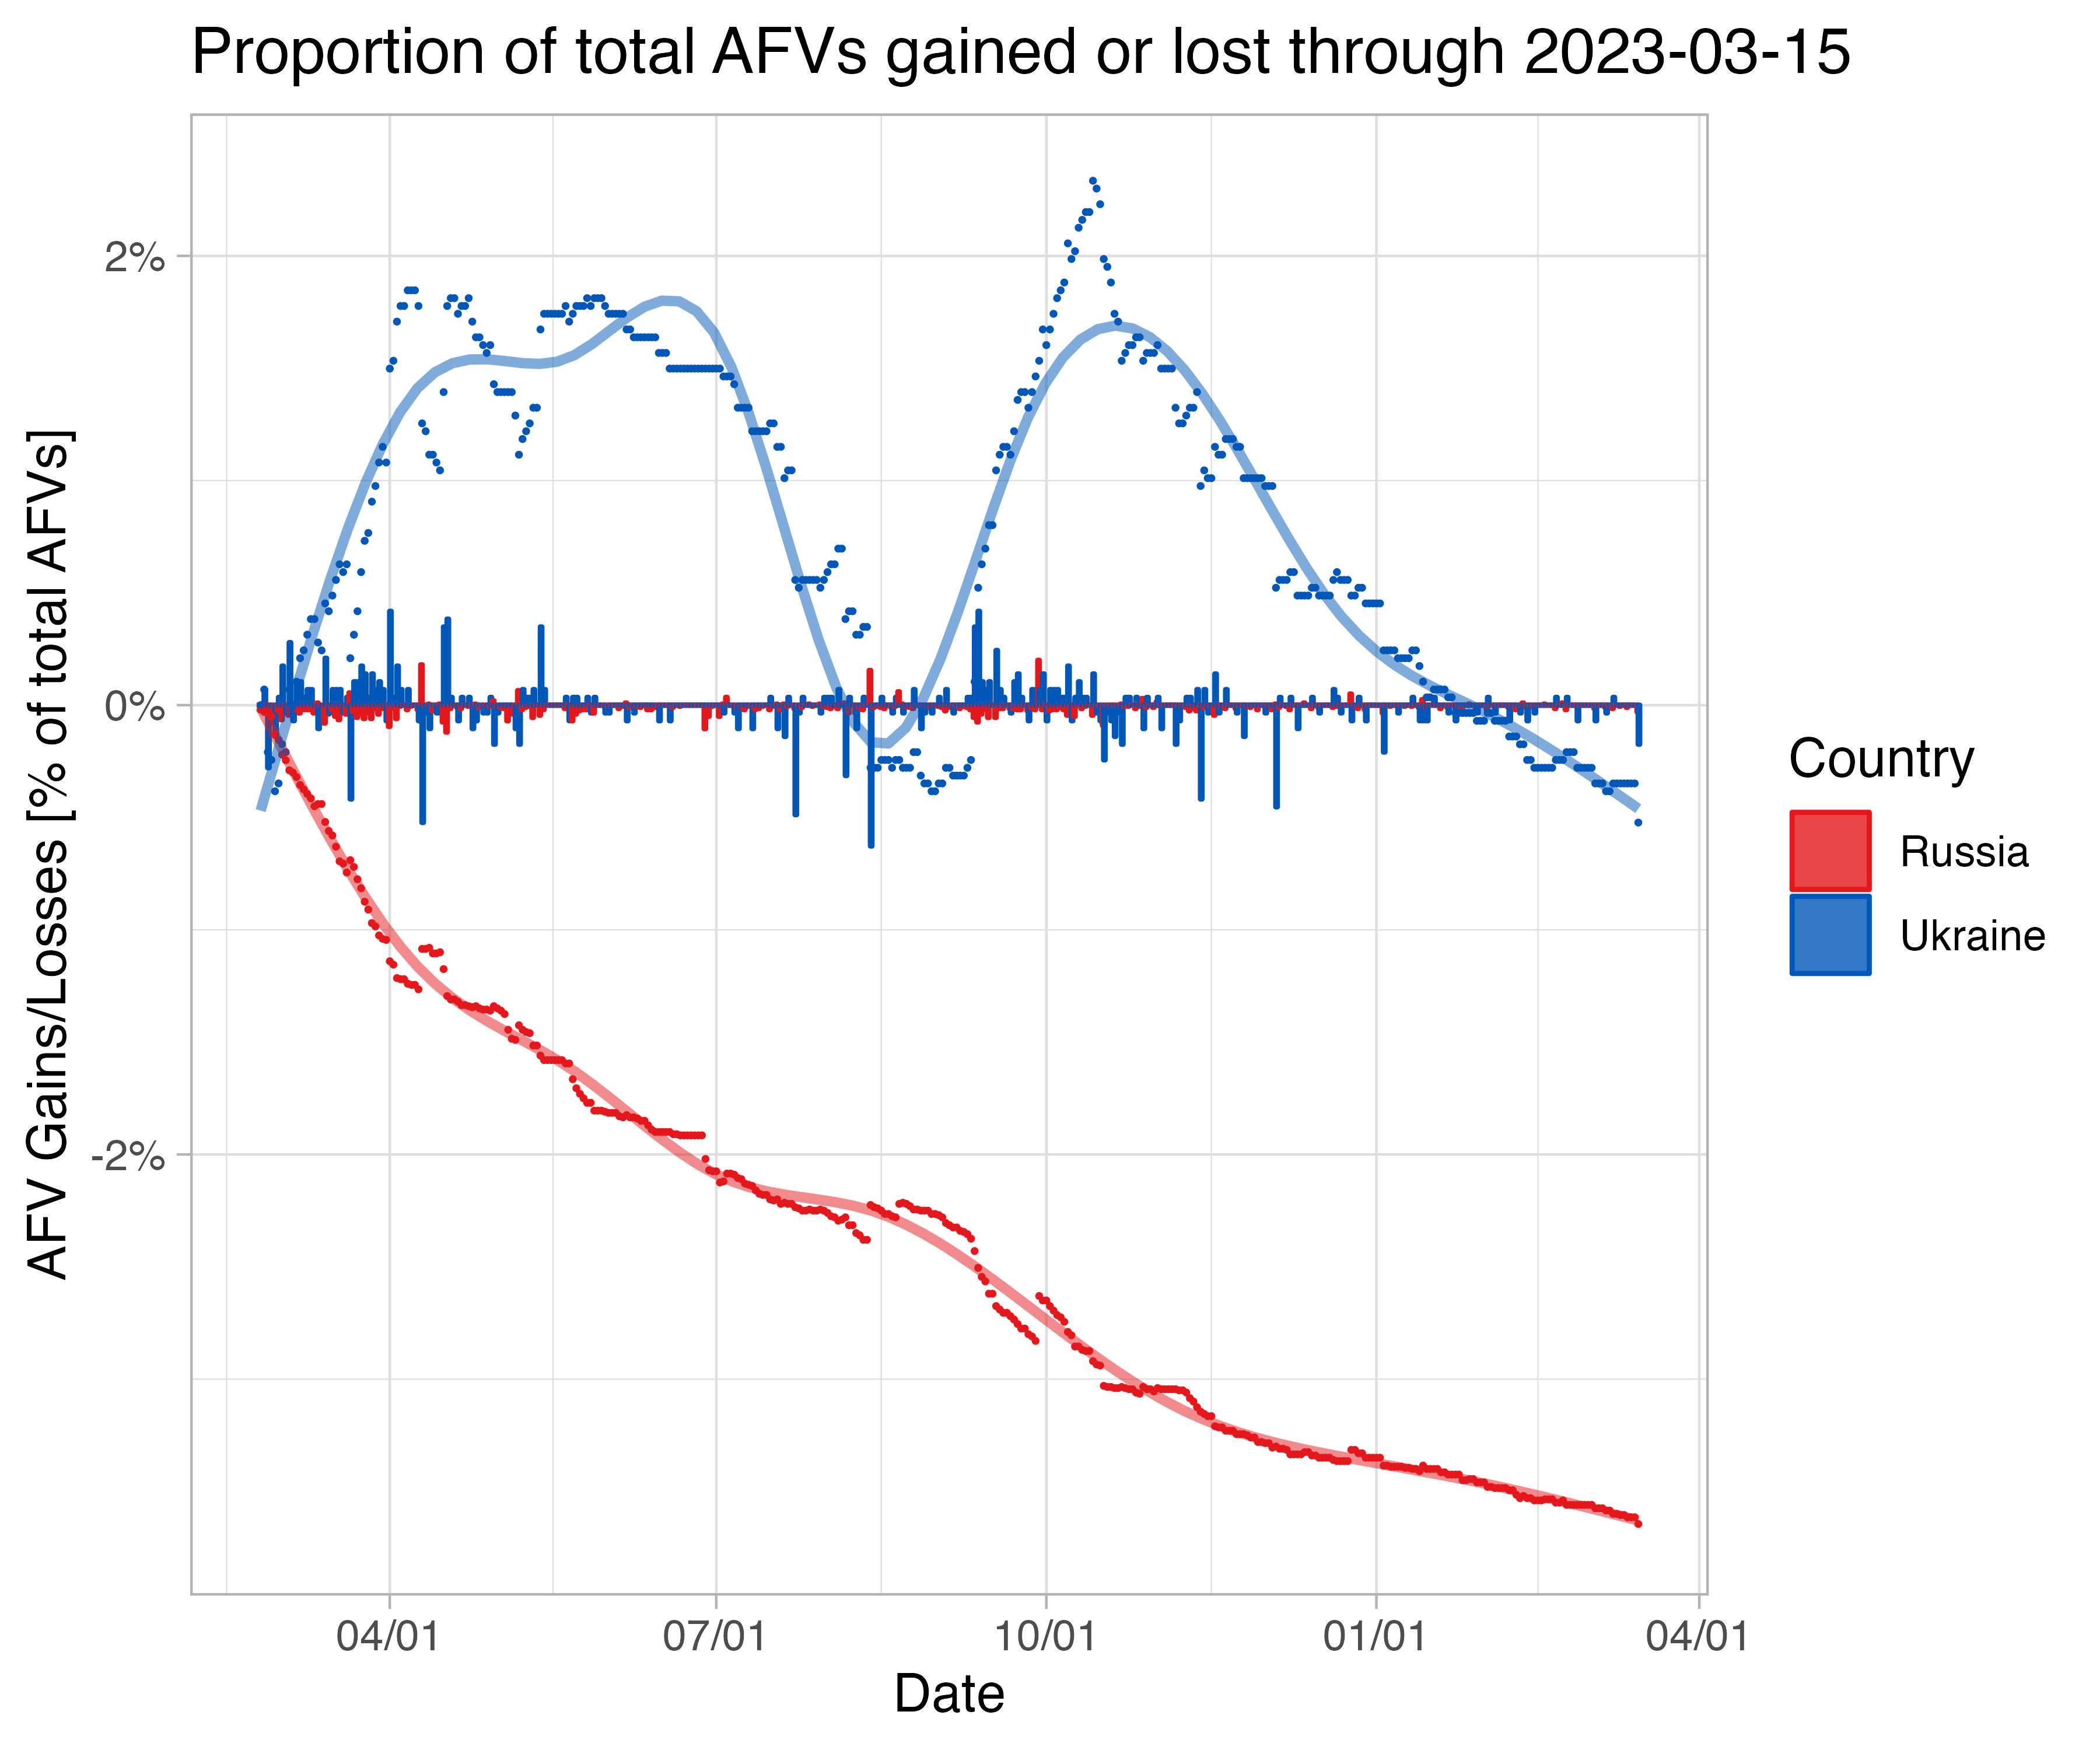 Proportion of total AFVs gained or lost through 2023-03-15
AFV Gains/Losses [% of total AFVs]
2%
0%
-2%
04/01
07/01
10/01
01/01
04/01
Date
Country
Russia
Ukraine